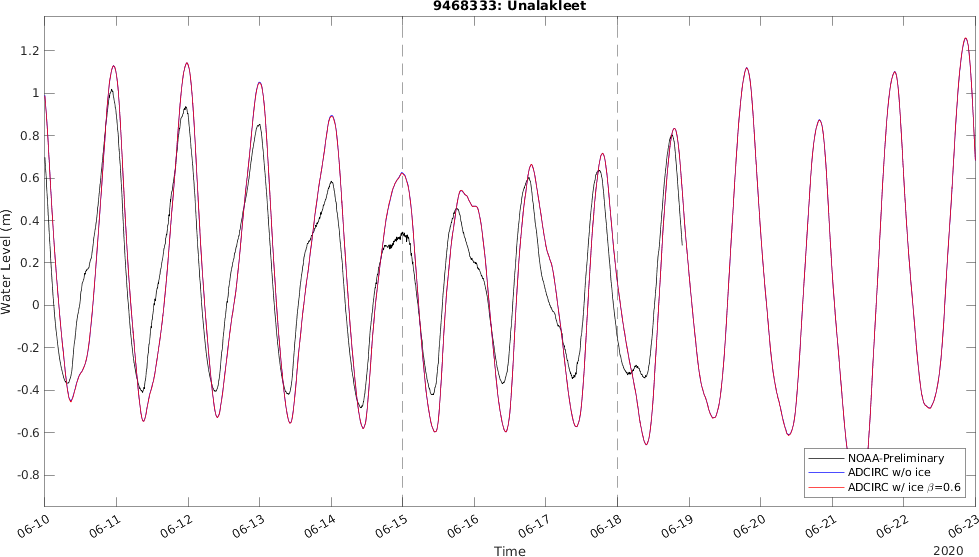 9468333: Unalakleet
Water Level (m)
1.2
1
0.8
0.6
0.4
0.2
0
-0.2
-0.4
-0.6
-0.8
NOAA-Preliminary
ADCIRC w/o ice
ADCIRC w/ ice β=0.6
06-10 06-11 06-12 06-13 06-14 06-15 06-16 06-17 06-18 06-19 06-20 06-21 06-22 06-23
Time
2020